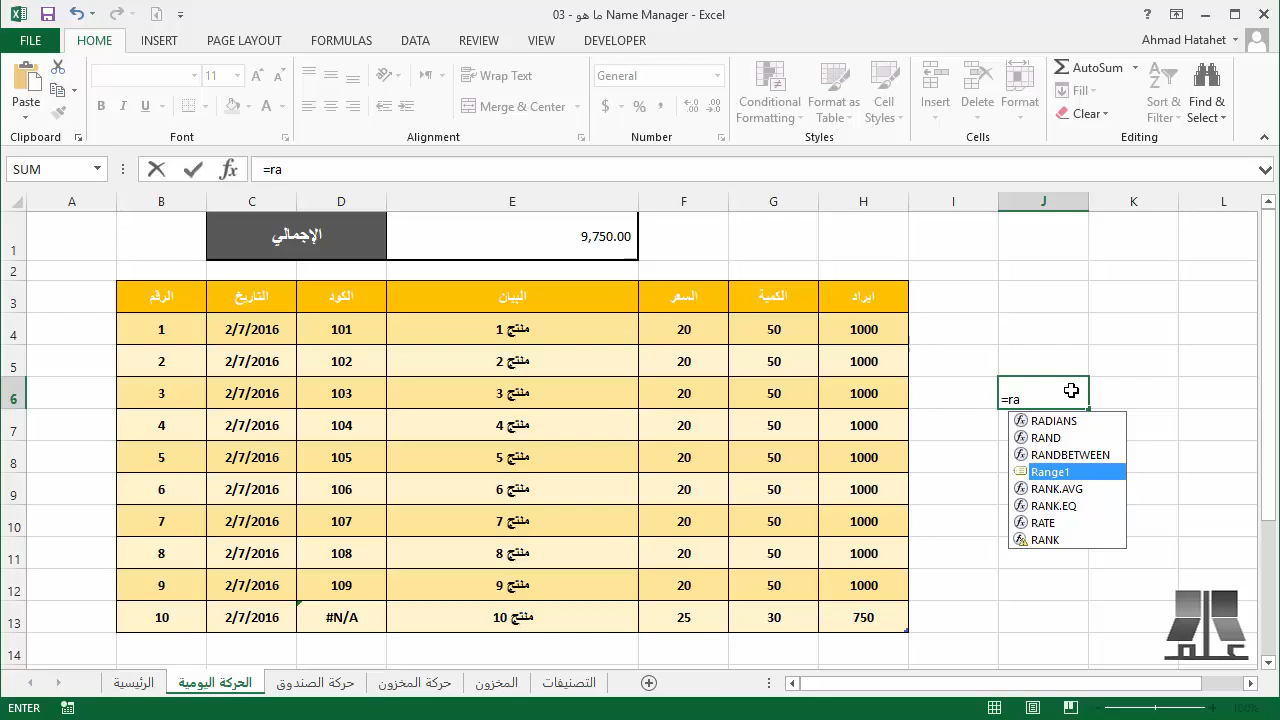 03 - ما هو Name Manager - Excel
FILE HOME INSERT PAGE LAYOUT FORMULAS DATA REVIEW VIEW DEVELOPER Ahmad Hatahet
Paste
11
Wrap Text
Merge & Center
General
Conditional Formatting
Format as Table
Cell Styles
Insert
Delete
Format
AutoSum
Fill
Clear
Sort & Filter
Find & Select
Clipboard Font Alignment Number Styles Cells Editing
SUM =ra
A B C D E F G H I J K L
1 الإجمالي 9,750.00
2
3 الرقم التاريخ الكود البيان السعر الكمية ايراد
4 1 2/7/2016 101 منتج 1 20 50 1000
5 2 2/7/2016 102 منتج 2 20 50 1000
6 3 2/7/2016 103 منتج 3 20 50 1000 =ra
7 4 2/7/2016 104 منتج 4 20 50 1000
8 5 2/7/2016 105 منتج 5 20 50 1000
9 6 2/7/2016 106 منتج 6 20 50 1000
10 7 2/7/2016 107 منتج 7 20 50 1000
11 8 2/7/2016 108 منتج 8 20 50 1000
12 9 2/7/2016 109 منتج 9 20 50 1000
13 10 2/7/2016 #N/A منتج 10 25 30 750
14
RADIANS
RAND
RANDBETWEEN
Range1
RANK.AVG
RANK.EQ
RATE
RANK
علم
الرئيسية الحركة اليومية حركة الصندوق حركة المخزون المخزون التصنيفات
ENTER 100%